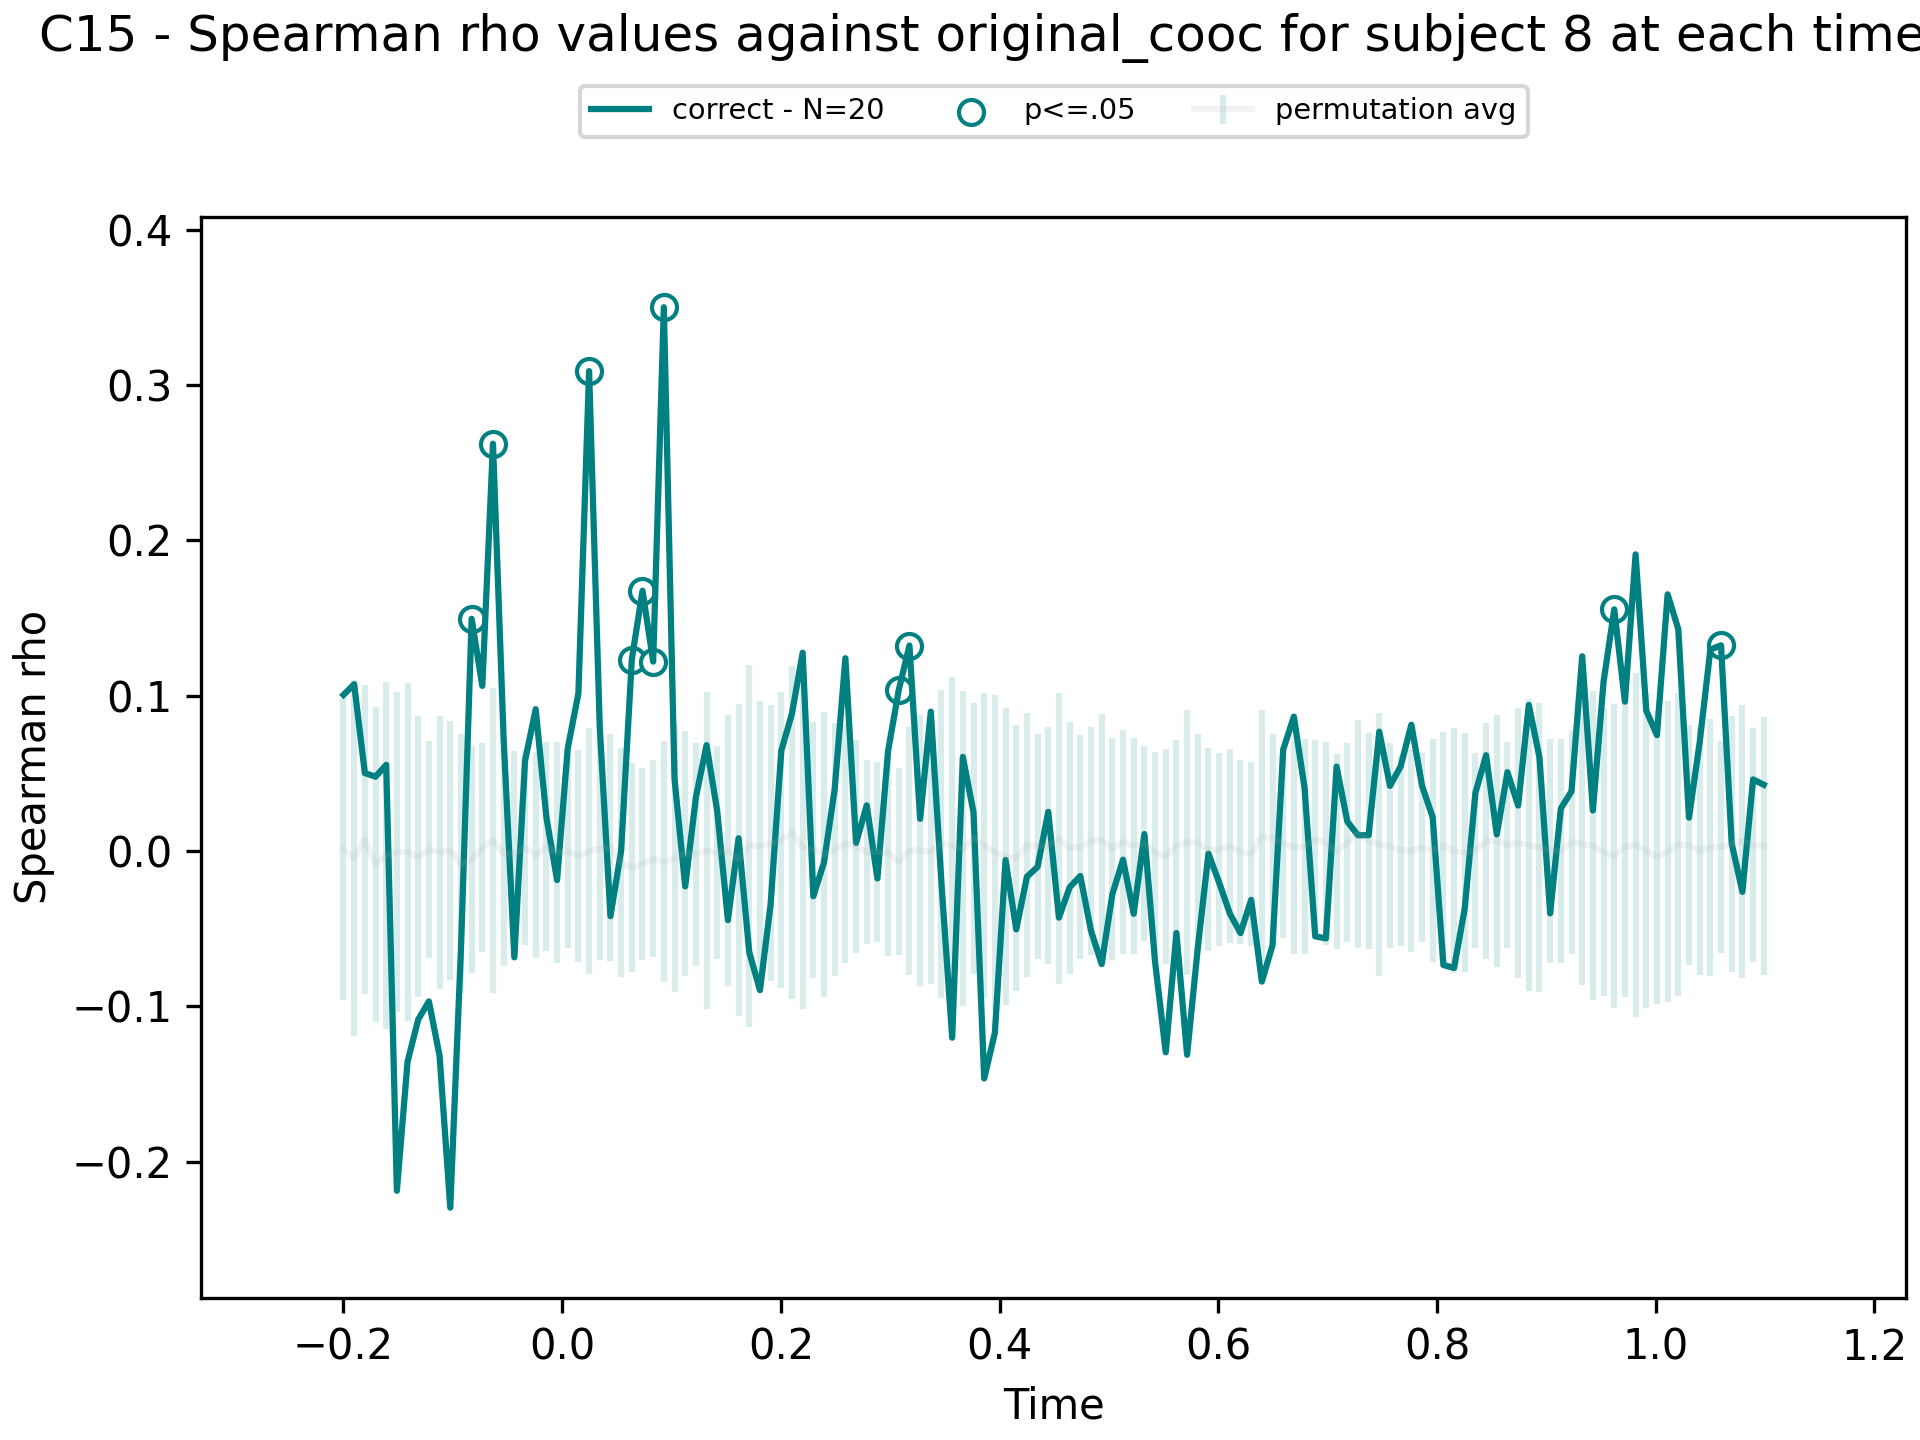 C15 - Spearman rho values against original_cooc for subject 8 at each time
correct - N=20 p<=.05 permutation avg
0.4
0.3
0.2
0.1
0.0
−0.1
−0.2
Spearman rho
−0.2 0.0 0.2 0.4 0.6 0.8 1.0 1.2
Time